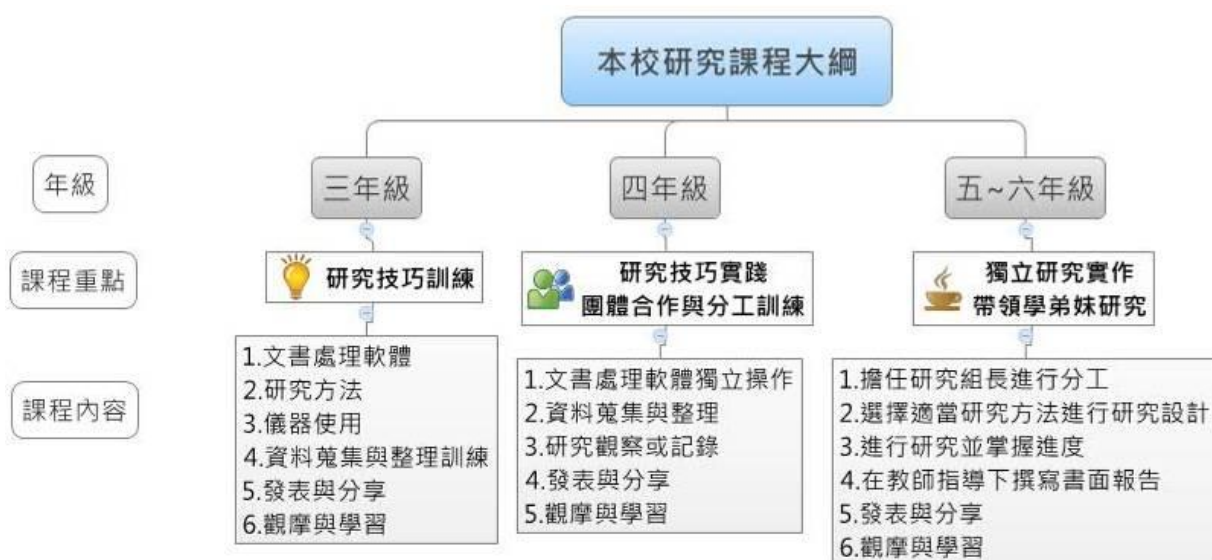 本校研究課程大綱
年級
三年級
四年級
五~六年級
課程重點
研究技巧訓練
研究技巧實踐
團體合作與分工訓練
獨立研究實作
帶領學弟妹研究
課程內容
1.文書處理軟體
2.研究方法
3.儀器使用
4.資料蒐集與整理訓練
5.發表與分享
6.觀摩與學習
1.文書處理軟體獨立操作
2.資料蒐集與整理
3.研究觀察或記錄
4.發表與分享
5.觀摩與學習
1.擔任研究組長進行分工
2.選擇適當研究方法進行研究設計
3.進行研究並掌握進度
4.在教師指導下撰寫書面報告
5.發表與分享
6.觀摩與學習